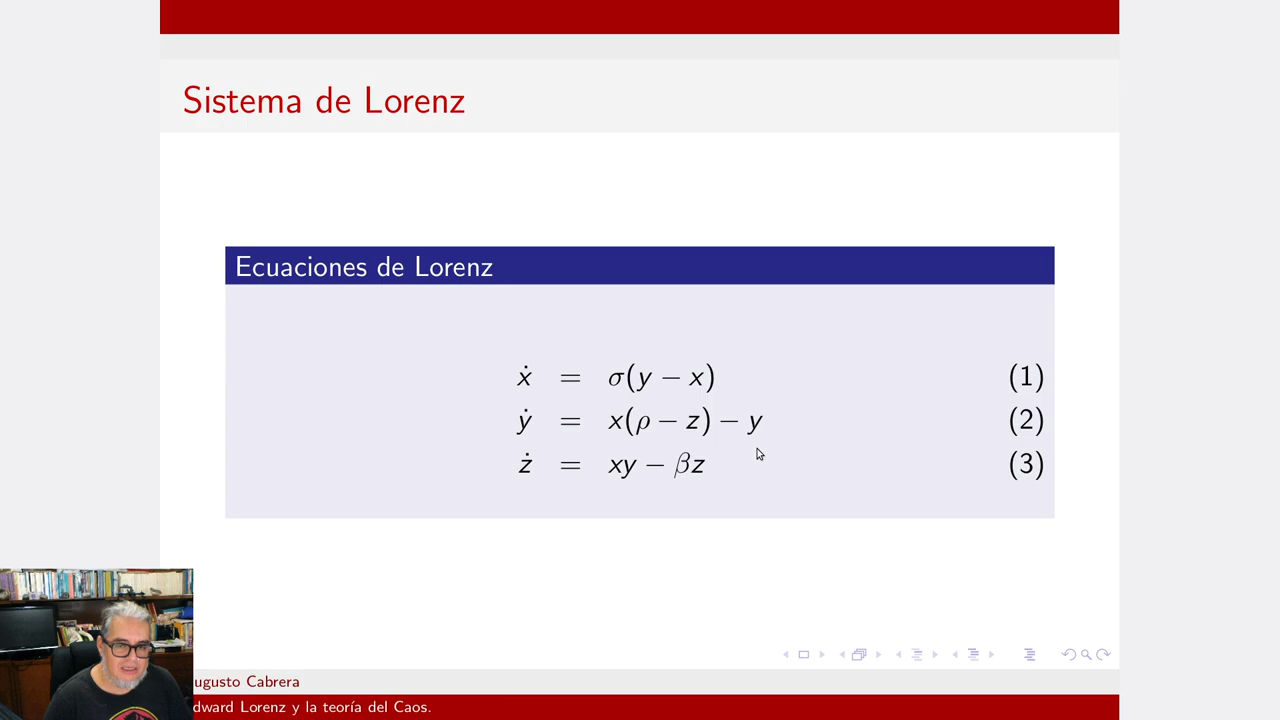 Sistema de Lorenz
Ecuaciones de Lorenz
ẋ = σ(y − x) (1)
ẏ = x(ρ − z) − y (2)
ż = xy − βz (3)
ugusto Cabrera
dward Lorenz y la teoría del Caos.